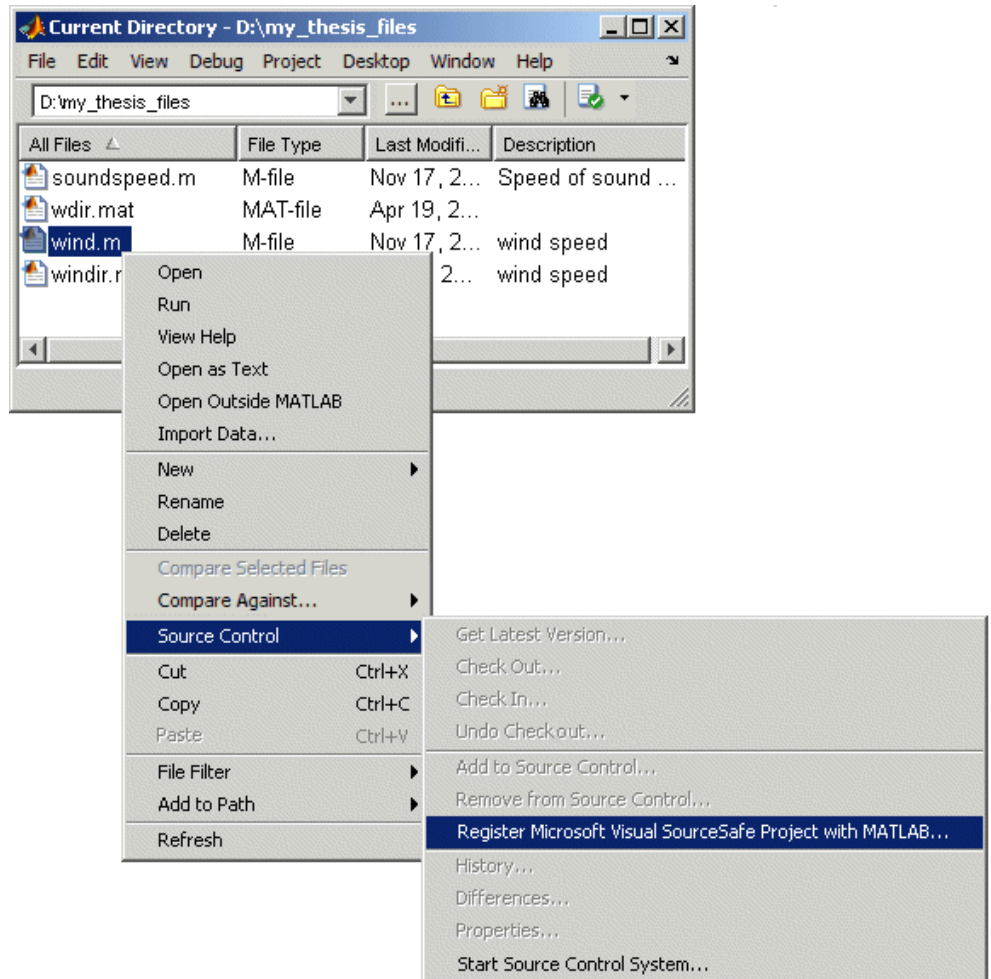 Current Directory - D:\my_thesis_files
File Edit View Debug Project Desktop Window Help
D:\my_thesis_files ...
All Files File Type Last Modifi... Description
soundspeed.m M-file Nov 17, 2... Speed of sound ...
wdir.mat MAT-file Apr 19, 2...
wind.m M-file Nov 17, 2... wind speed
windir. 2... wind speed
Open
Run
View Help
Open as Text
Open Outside MATLAB
Import Data...
New
Rename
Delete
Compare Selected Files
Compare Against...
Source Control
Cut Ctrl+X
Copy Ctrl+C
Paste Ctrl+V
File Filter
Add to Path
Refresh
Get Latest Version...
Check Out...
Check In...
Undo Checkout...
Add to Source Control...
Remove from Source Control...
Register Microsoft Visual SourceSafe Project with MATLAB...
History...
Differences...
Properties...
Start Source Control System...